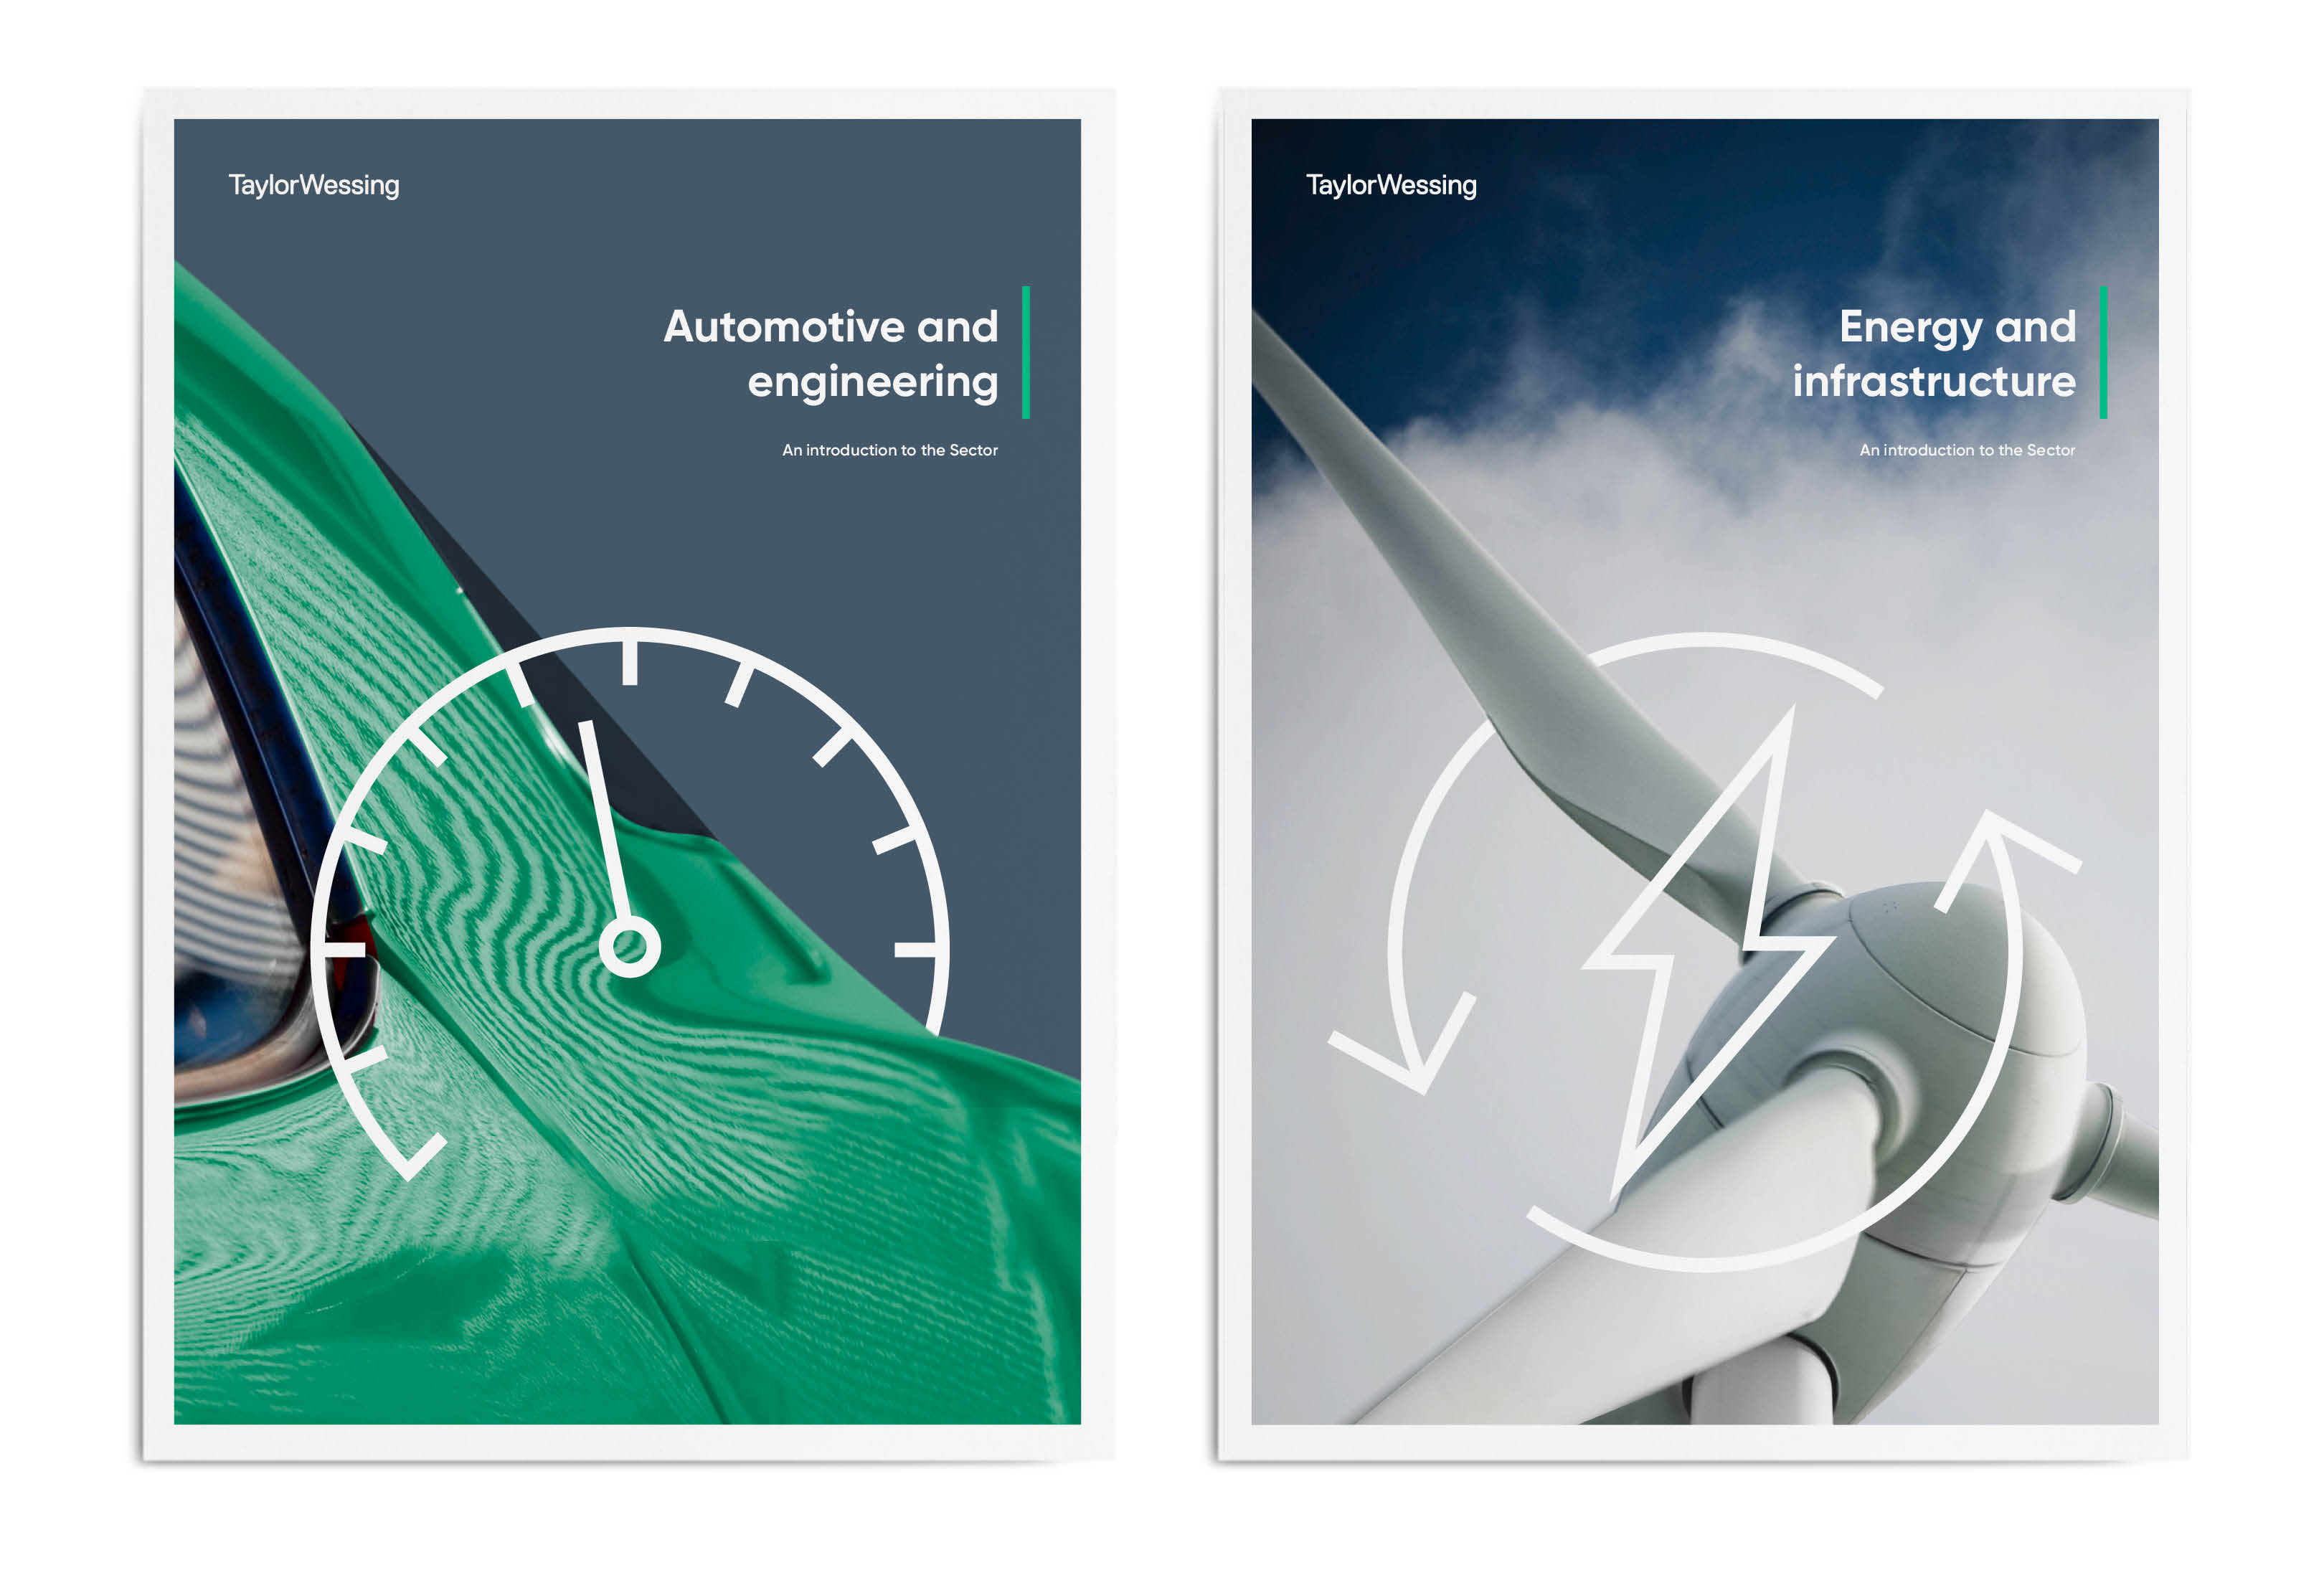 TaylorWessing
Automotive and
engineering
An introduction to the Sector
TaylorWessing
Energy and
infrastructure
An introduction to the Sector